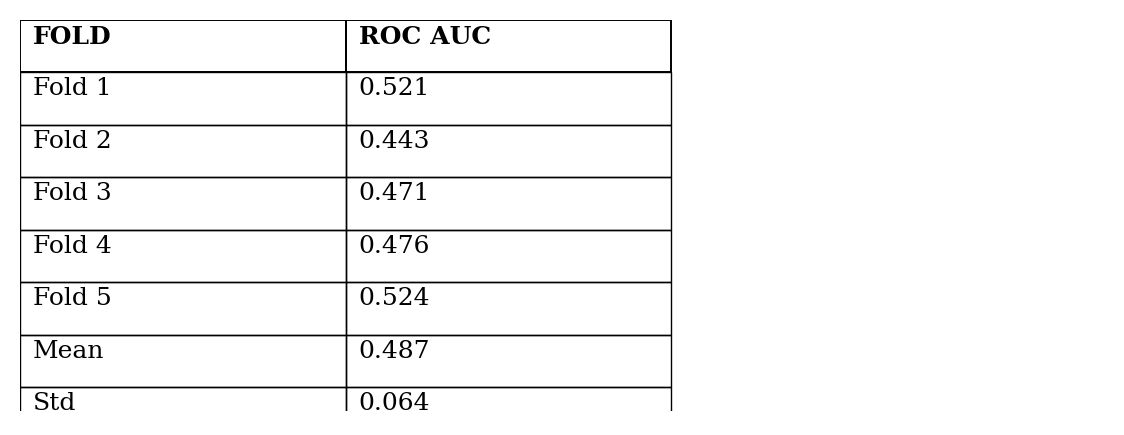 FOLD ROC AUC
Fold 1 0.521
Fold 2 0.443
Fold 3 0.471
Fold 4 0.476
Fold 5 0.524
Mean 0.487
Std 0.064